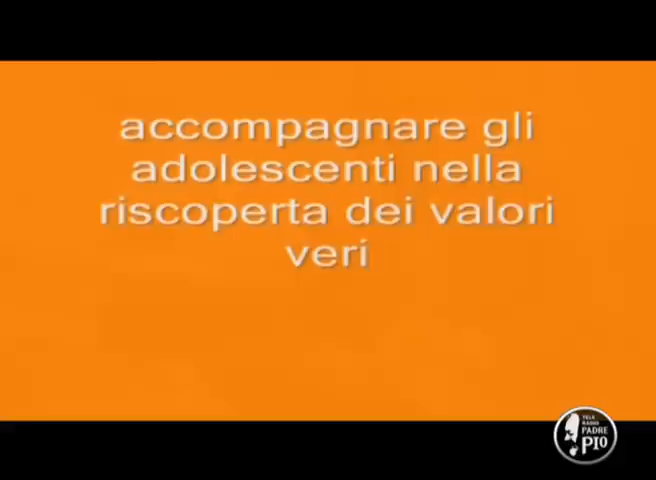 accompagnare gli
adolescenti nella
riscoperta dei valori
veri
TELE
RADIO
PADRE
PIO